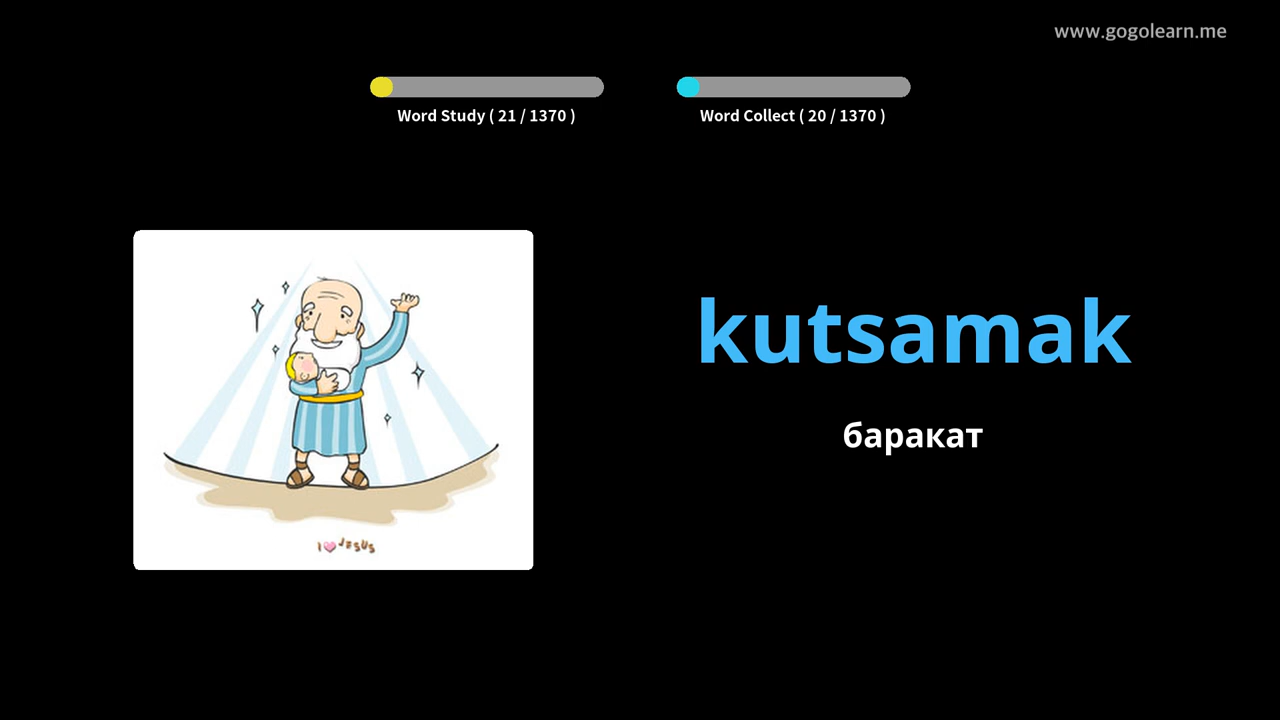 www.gogolearn.me
Word Study ( 21 / 1370 )
Word Collect ( 20 / 1370 )
kutsamak
баракат
I JESUS